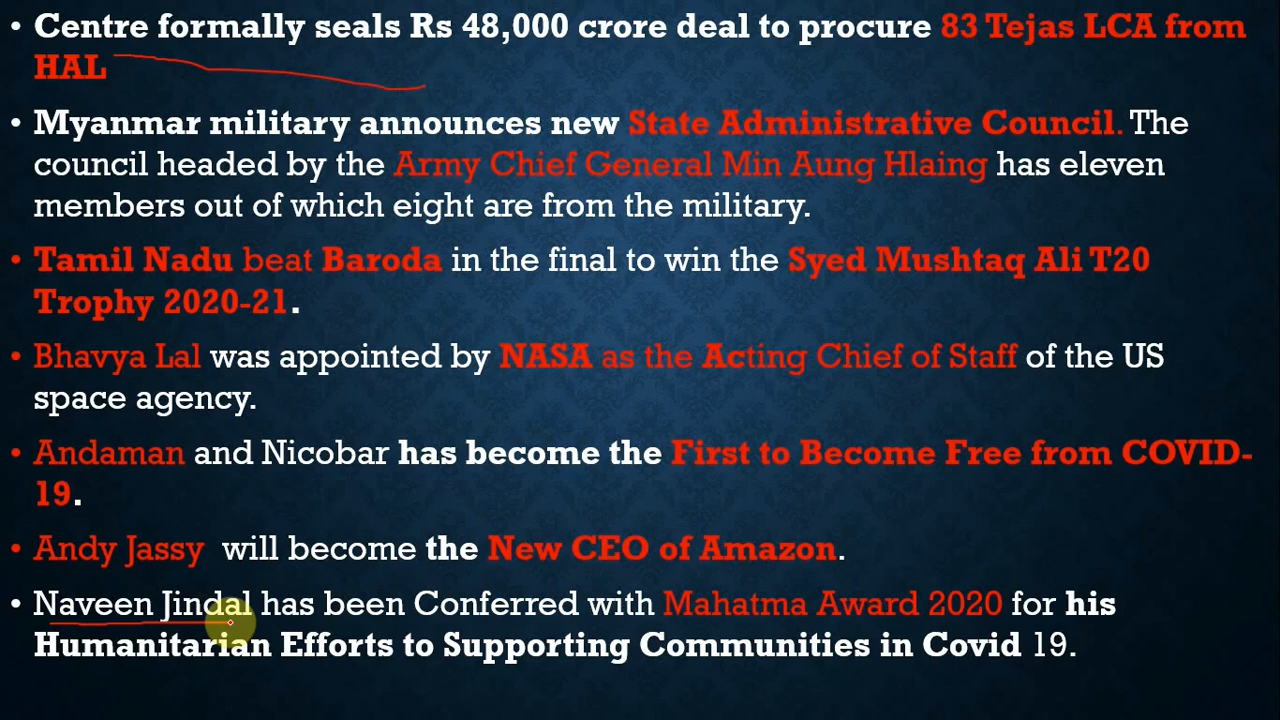 • Centre formally seals Rs 48,000 crore deal to procure 83 Tejas LCA from
HAL
• Myanmar military announces new State Administrative Council. The
council headed by the Army Chief General Min Aung Hlaing has eleven
members out of which eight are from the military.
• Tamil Nadu beat Baroda in the final to win the Syed Mushtaq Ali T20
Trophy 2020-21.
• Bhavya Lal was appointed by NASA as the Acting Chief of Staff of the US
space agency.
• Andaman and Nicobar has become the First to Become Free from COVID-
19.
• Andy Jassy will become the New CEO of Amazon.
• Naveen Jindal has been Conferred with Mahatma Award 2020 for his
Humanitarian Efforts to Supporting Communities in Covid 19.